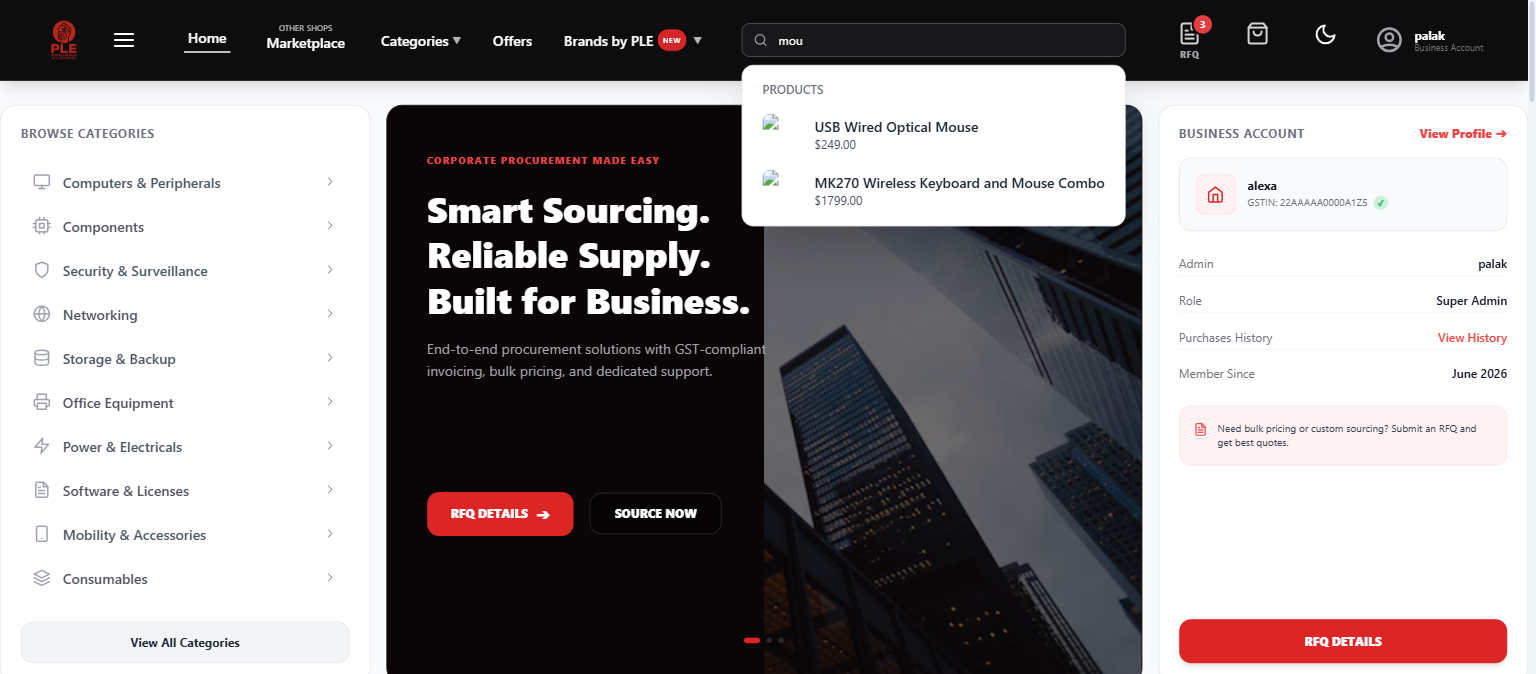 PLE
Home
OTHER SHOPS
Marketplace
Categories
Offers
Brands by PLE NEW
mou
3
RFQ
palak
Business Account
PRODUCTS
USB Wired Optical Mouse
$249.00
MK270 Wireless Keyboard and Mouse Combo
$1799.00
BROWSE CATEGORIES
Computers & Peripherals
Components
Security & Surveillance
Networking
Storage & Backup
Office Equipment
Power & Electricals
Software & Licenses
Mobility & Accessories
Consumables
View All Categories
CORPORATE PROCUREMENT MADE EASY
Smart Sourcing.
Reliable Supply.
Built for Business.
End-to-end procurement solutions with GST-compliant
invoicing, bulk pricing, and dedicated support.
RFQ DETAILS ➔
SOURCE NOW
BUSINESS ACCOUNT
View Profile ➔
alexa
GSTIN: 22AAAAA0000A1Z5 ✓
Admin palak
Role Super Admin
Purchases History View History
Member Since June 2026
Need bulk pricing or custom sourcing? Submit an RFQ and
get best quotes.
RFQ DETAILS